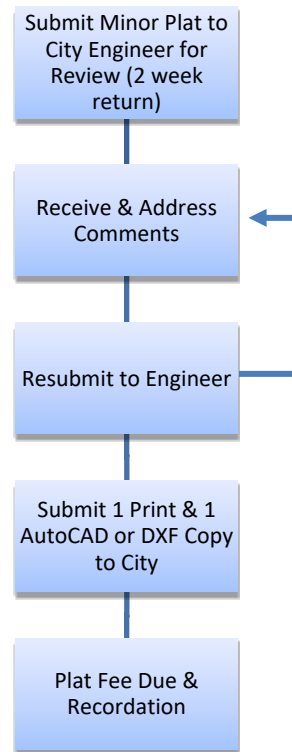 Submit Minor Plat to
City Engineer for
Review (2 week
return)
Receive & Address
Comments
Resubmit to Engineer
Submit 1 Print & 1
AutoCAD or DXF Copy
to City
Plat Fee Due &
Recordation